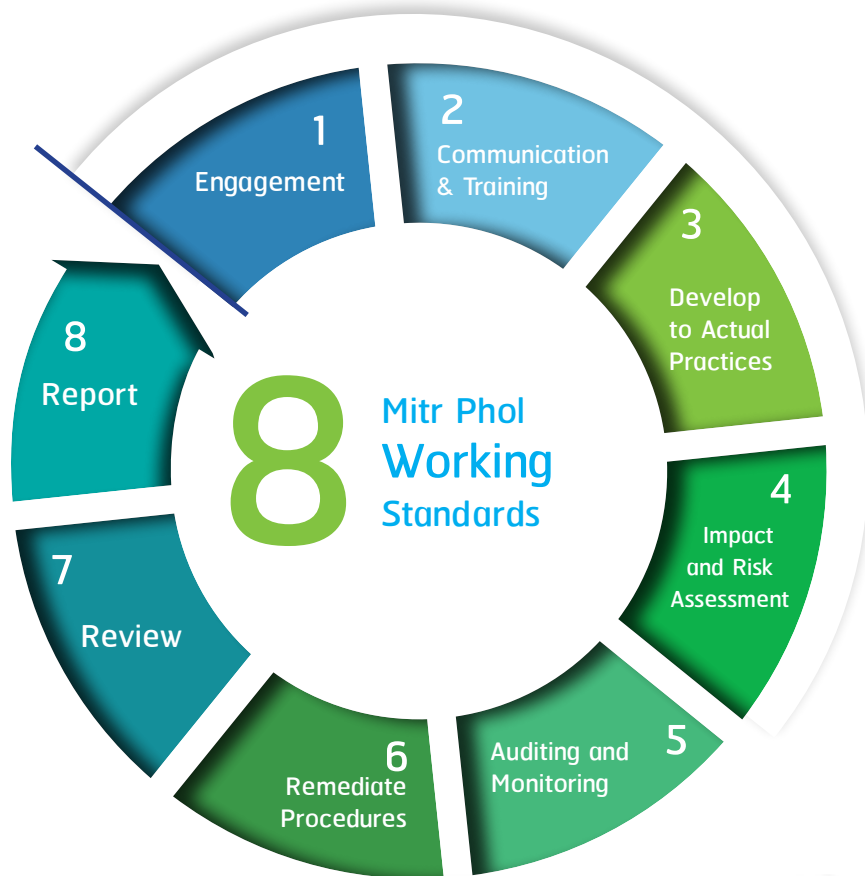 1
Engagement
2
Communication
& Training
3
Develop
to Actual
Practices
4
Impact
and Risk
Assessment
5
Auditing and
Monitoring
6
Remediate
Procedures
7
Review
8
Report
8
Mitr Phol
Working
Standards